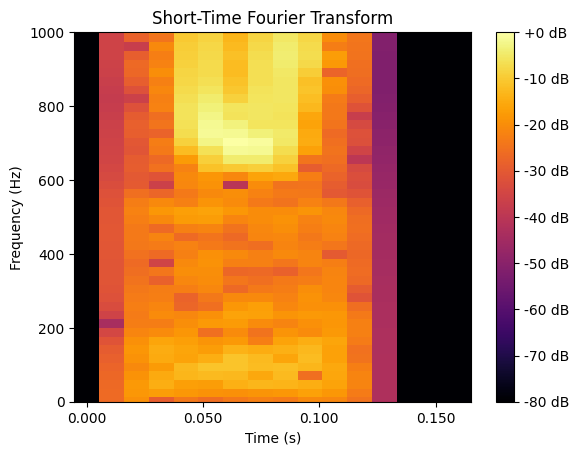 Short-Time Fourier Transform
Frequency (Hz)
1000
800
600
400
200
0
0.000
0.050
0.100
0.150
Time (s)
+0 dB
-10 dB
-20 dB
-30 dB
-40 dB
-50 dB
-60 dB
-70 dB
-80 dB